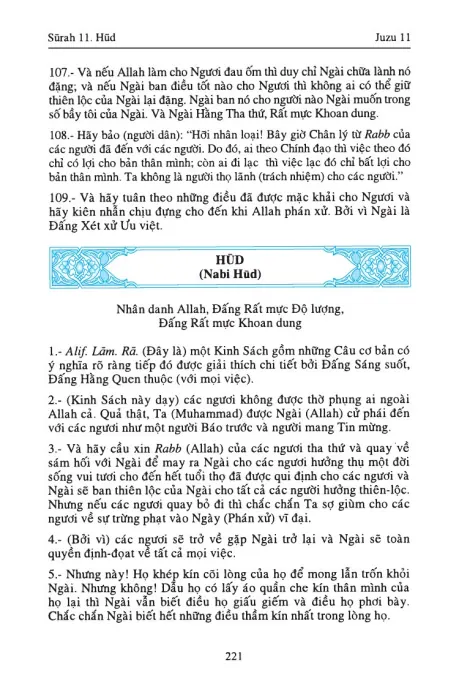 Sūrah 11. Hūd Juzu 11
107.- Và nếu Allah làm cho Ngươi đau ốm thì duy chỉ Ngài chữa lành nó
đặng; và nếu Ngài ban điều tốt nào cho Ngươi thì không ai có thể giữ
thiên lộc của Ngài lại đặng. Ngài ban nó cho người nào Ngài muốn trong
số bầy tôi của Ngài. Và Ngài Hằng Tha thứ, Rất mực Khoan dung.
108.- Hãy bảo (người dân): “Hỡi nhân loại! Bây giờ Chân lý từ Rabb của
các người đã đến với các người. Do đó, ai theo Chính đạo thì việc theo đó
chỉ có lợi cho bản thân mình; còn ai đi lạc thì việc lạc đó chỉ bất lợi cho
bản thân mình. Ta không là người thọ lãnh (trách nhiệm) cho các người.”
109.- Và hãy tuân theo những điều đã được mặc khải cho Ngươi và
hãy kiên nhẫn chịu đựng cho đến khi Allah phán xử. Bởi vì Ngài là
Đấng Xét xử Ưu việt.
HŪD
(Nabi Hūd)
Nhân danh Allah, Đấng Rất mực Độ lượng,
Đấng Rất mực Khoan dung
1.- Alif. Lām. Rā. (Đây là) một Kinh Sách gồm những Câu cơ bản có
ý nghĩa rõ ràng tiếp đó được giải thích chi tiết bởi Đấng Sáng suốt,
Đấng Hằng Quen thuộc (với mọi việc).
2.- (Kinh Sách này dạy) các ngươi không được thờ phụng ai ngoài
Allah cả. Quả thật, Ta (Muhammad) được Ngài (Allah) cử phái đến
với các ngươi như một người Báo trước và người mang Tin mừng.
3.- Và hãy cầu xin Rabb (Allah) của các ngươi tha thứ và quay về
sám hối với Ngài để may ra Ngài cho các ngươi hưởng thụ một đời
sống vui tươi cho đến hết tuổi thọ đã được qui định cho các ngươi và
Ngài sẽ ban thiên lộc của Ngài cho tất cả các người hưởng thiên-lộc.
Nhưng nếu các ngươi quay bỏ đi thì chắc chắn Ta sợ giùm cho các
ngươi về sự trừng phạt vào Ngày (Phán xử) vĩ đại.
4.- (Bởi vì) các ngươi sẽ trở về gặp Ngài trở lại và Ngài sẽ toàn
quyền định-đoạt về tất cả mọi việc.
5.- Nhưng này! Họ khép kín cõi lòng của họ để mong lẩn trốn khỏi
Ngài. Nhưng không! Dẫu họ có lấy áo quần che kín thân mình của
họ lại thì Ngài vẫn biết điều họ giấu giếm và điều họ phơi bày.
Chắc chắn Ngài biết hết những điều thầm kín nhất trong lòng họ.
221